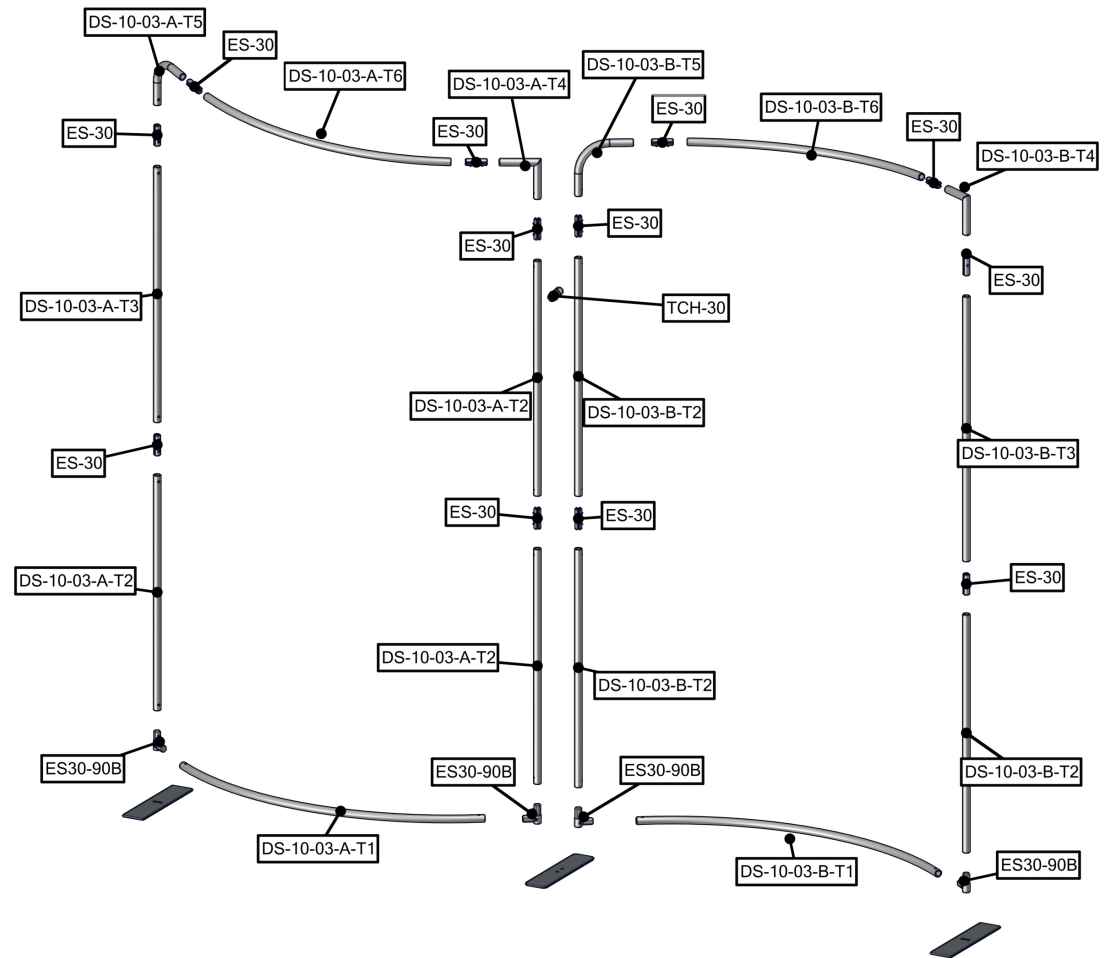 DS-10-03-A-T5
ES-30
DS-10-03-A-T6
DS-10-03-A-T4
DS-10-03-B-T5
ES-30
DS-10-03-B-T6
ES-30
ES-30
ES-30
DS-10-03-B-T4
ES-30
ES-30
ES-30
DS-10-03-A-T3
TCH-30
DS-10-03-A-T2
DS-10-03-B-T2
DS-10-03-B-T3
ES-30
ES-30
ES-30
DS-10-03-A-T2
ES-30
DS-10-03-A-T2
DS-10-03-B-T2
ES30-90B
ES30-90B
ES30-90B
DS-10-03-B-T2
DS-10-03-A-T1
DS-10-03-B-T1
ES30-90B